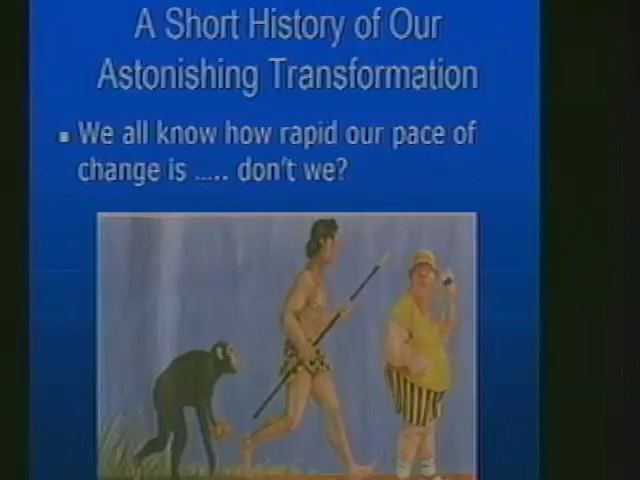 A Short History of Our
Astonishing Transformation
We all know how rapid our pace of
change is ..... don't we?